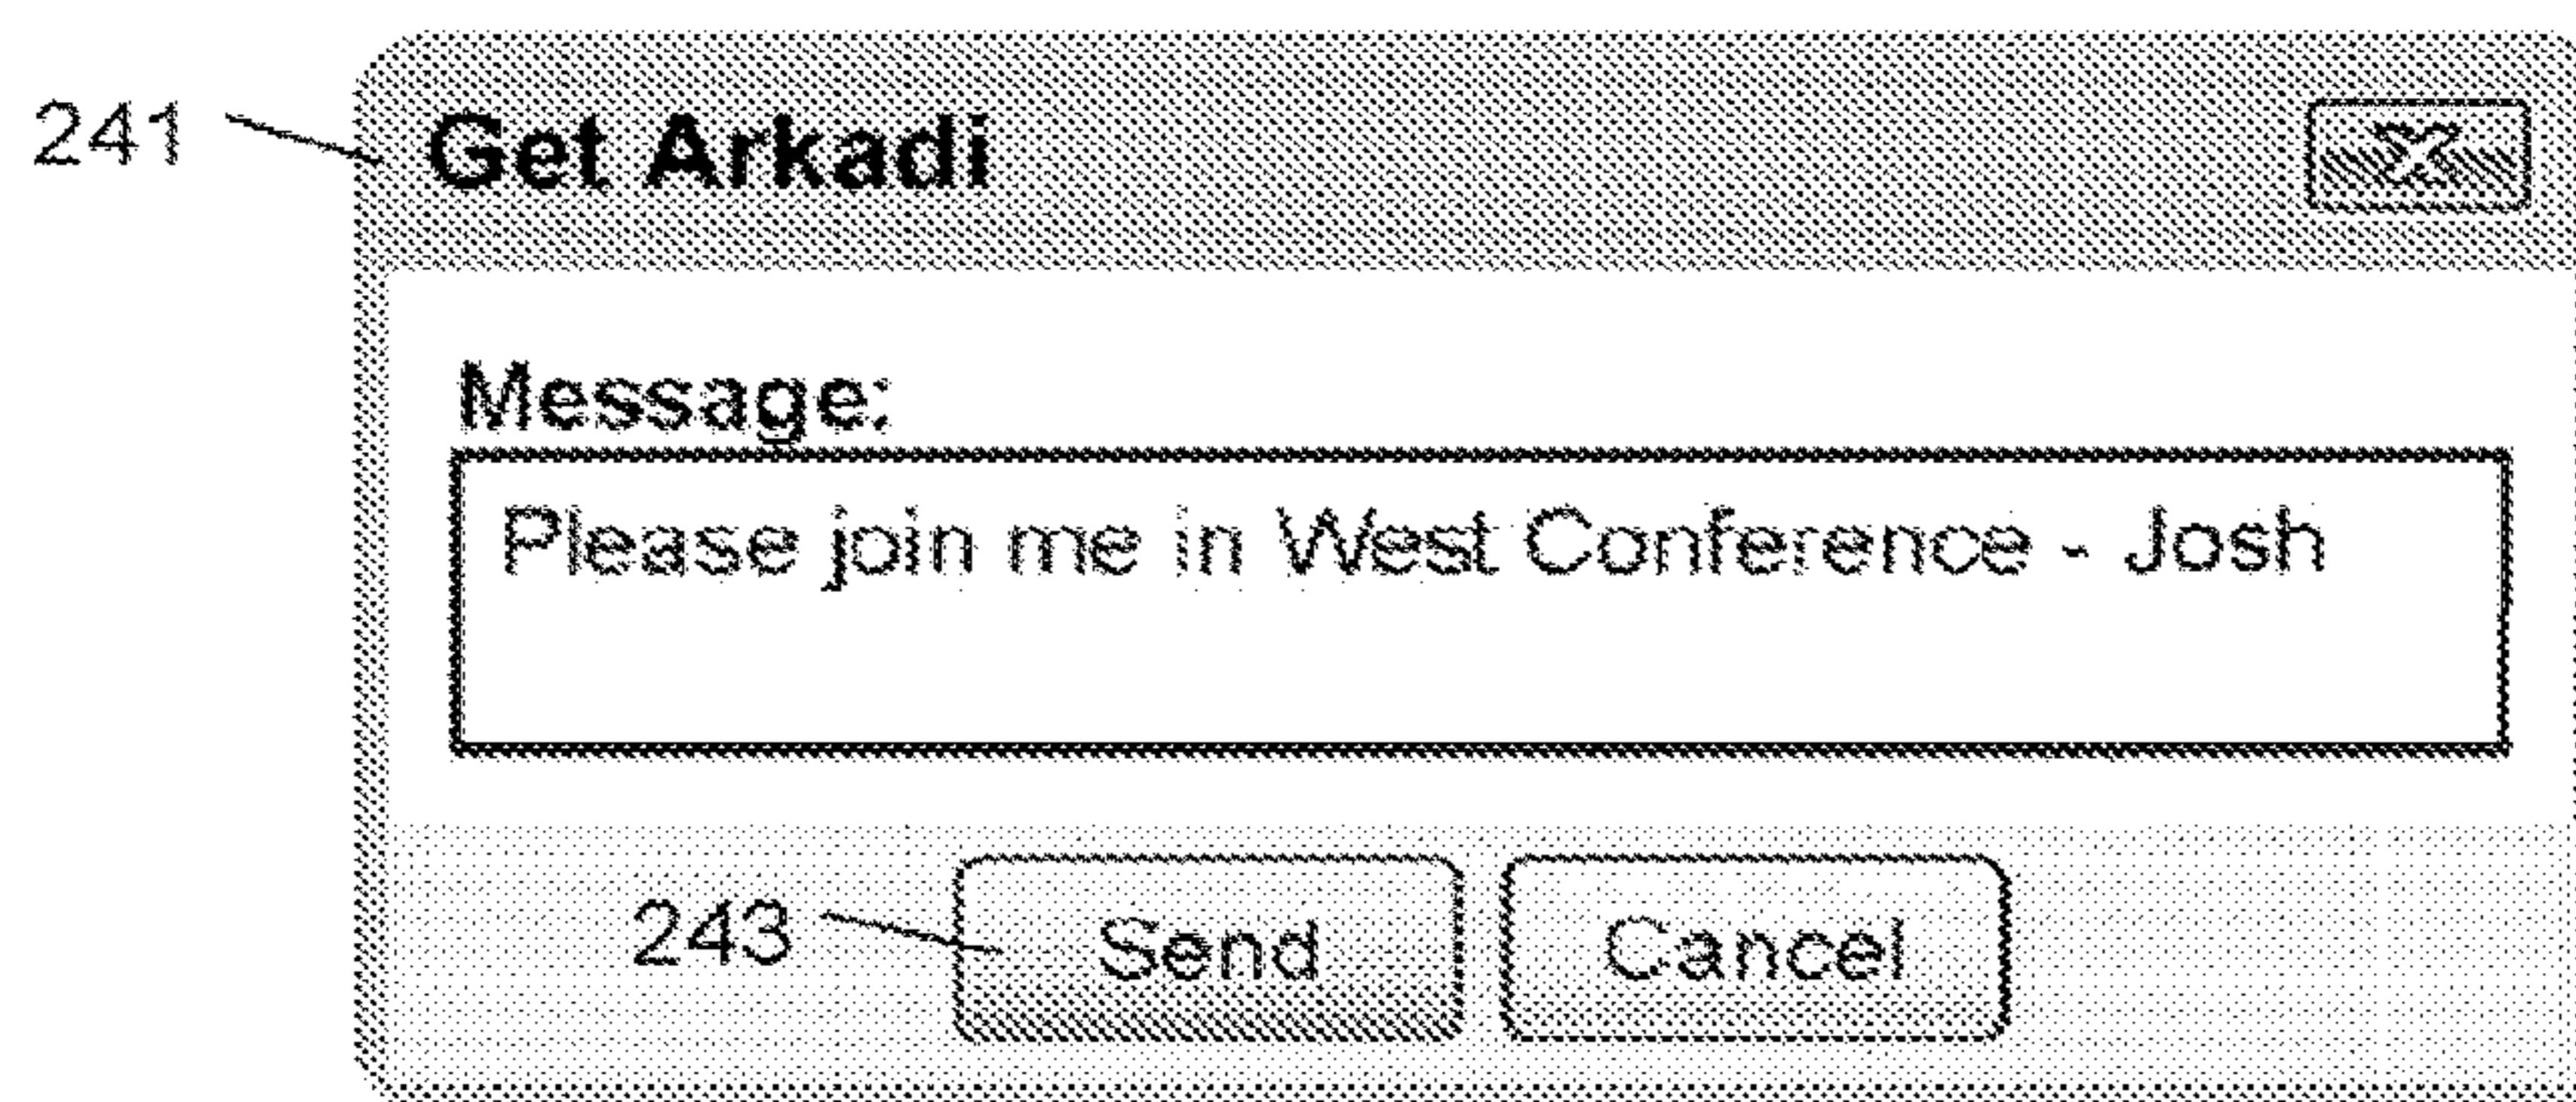 241
Get Arkadi
Message:
Please join me in West Conference - Josh
243
Send
Cancel